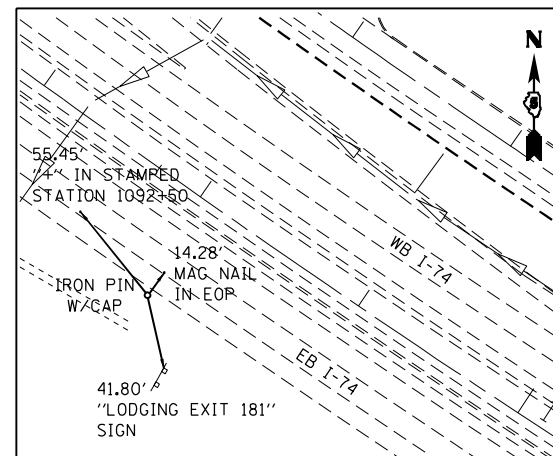 N
55.45'
"+" IN STAMPED
STATION 1092+50
14.28'
MAG NAIL
IN EOP
IRON PIN
W/CAP
WB I-74
EB I-74
41.80'
"LODGING EXIT 181"
SIGN